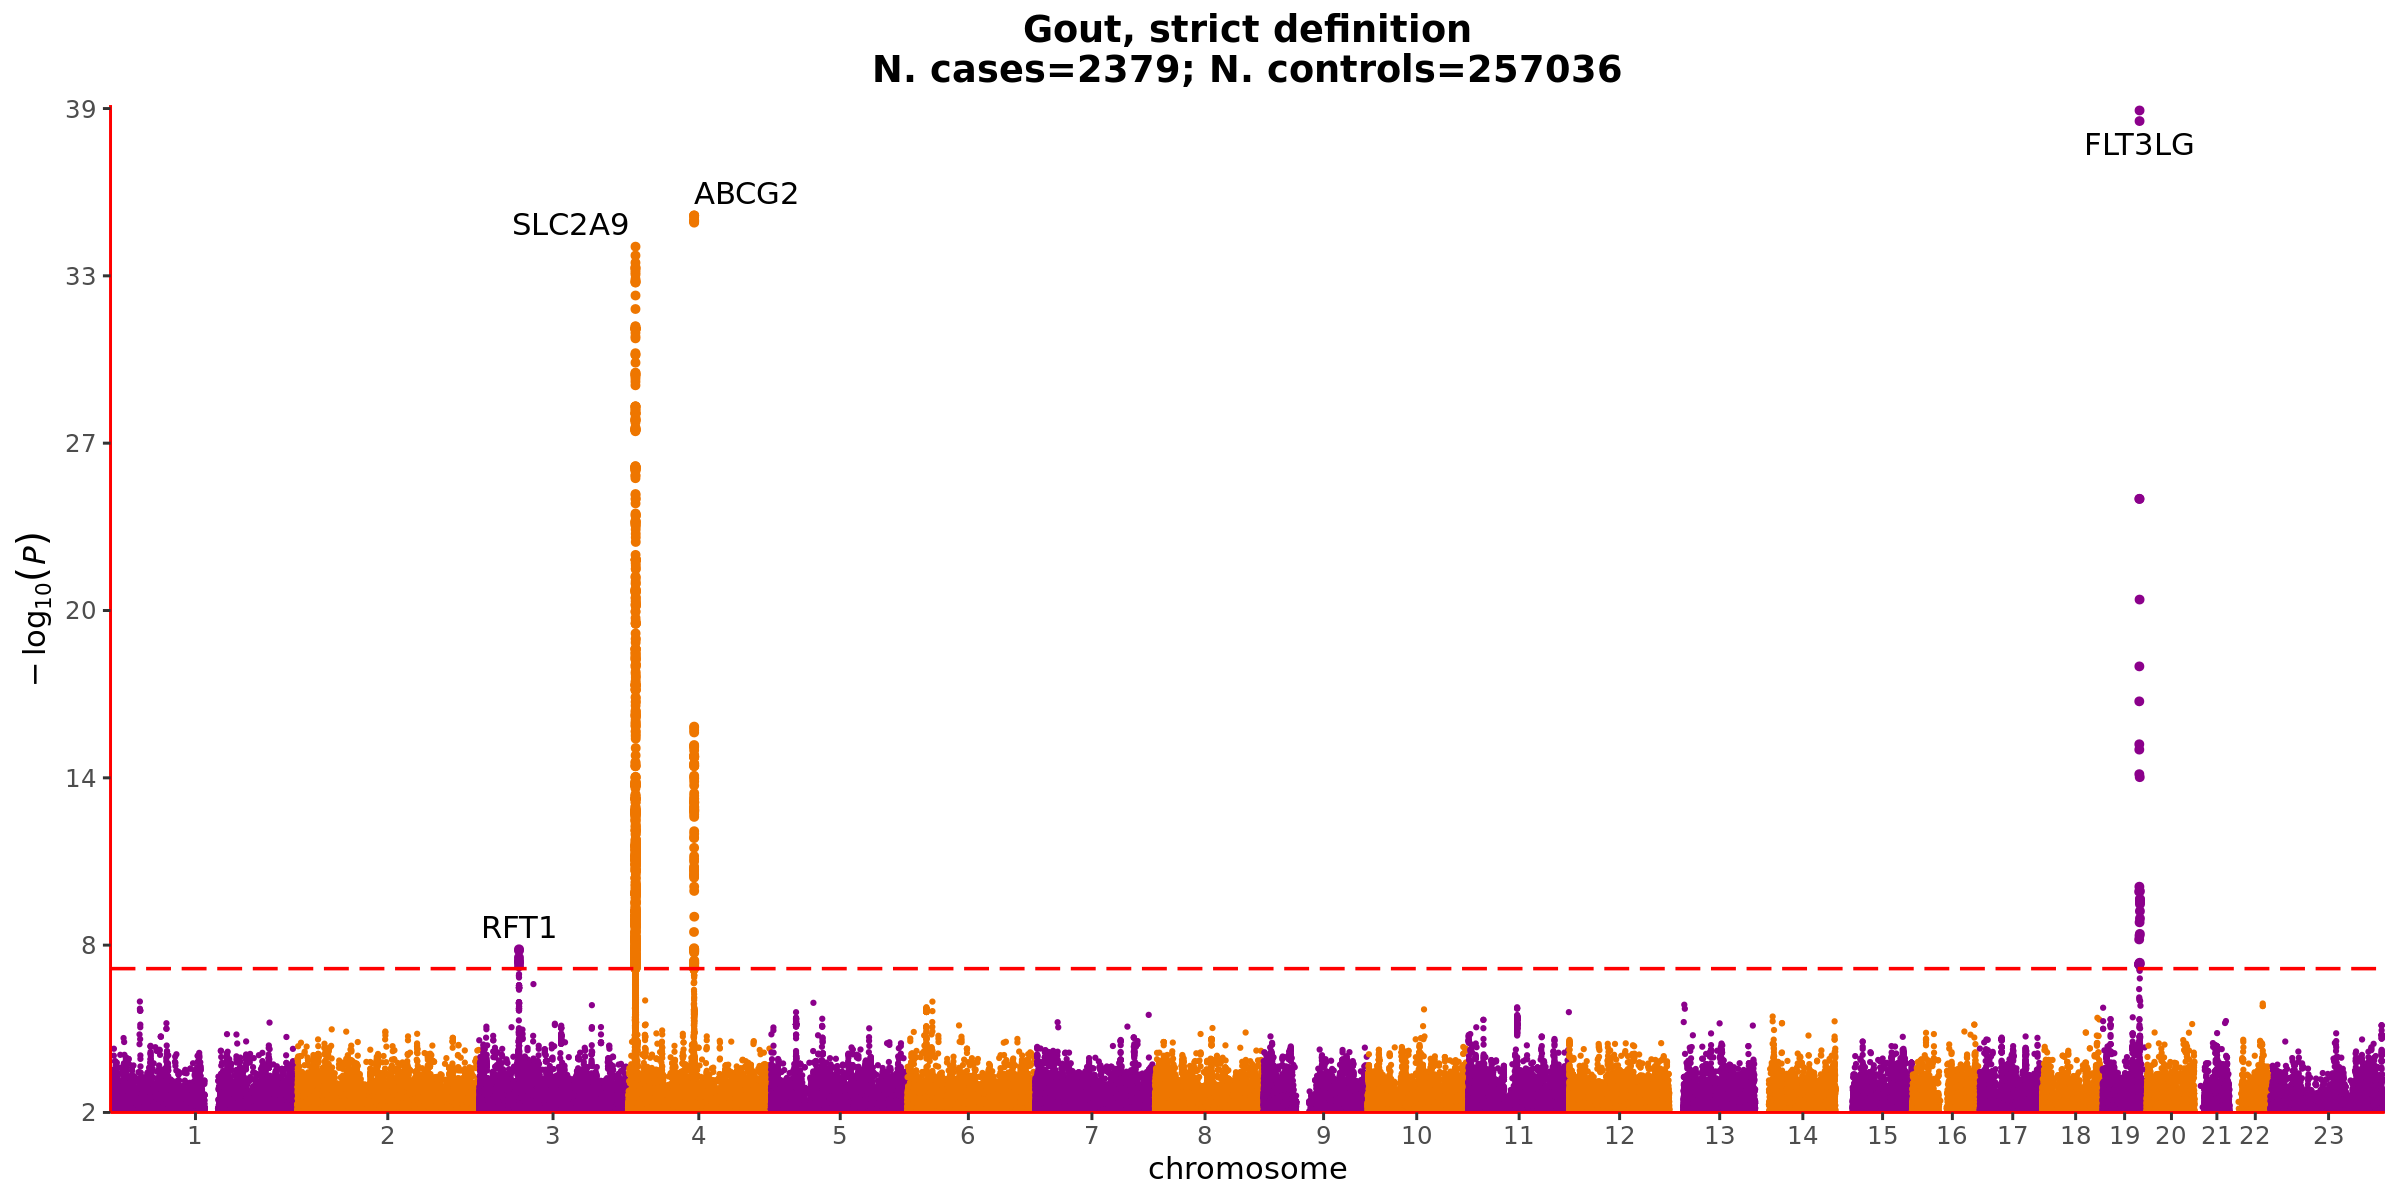 Gout, strict definition
N. cases=2379; N. controls=257036
39
FLT3LG
ABCG2
SLC2A9
33
27
− log10(P)
20
14
RFT1
8
2
1 2 3 4 5 6 7 8 9 10 11 12 13 14 15 16 17 18 19 20 21 22 23
chromosome